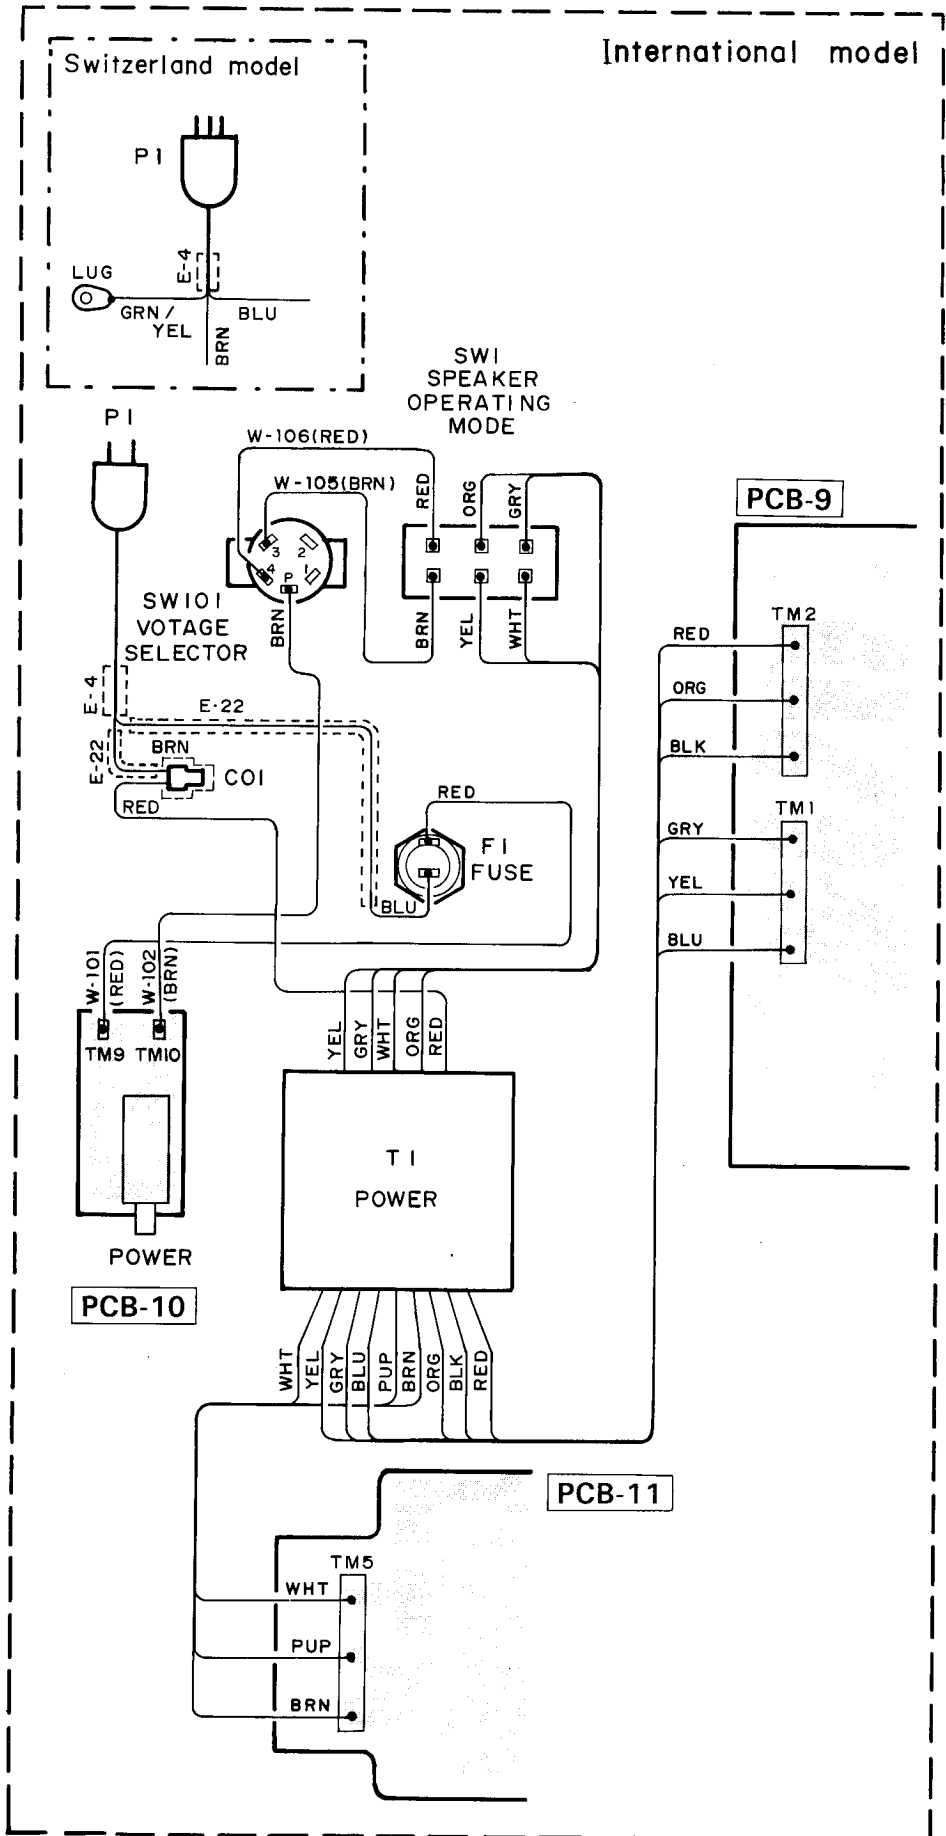 International model
Switzerland model
P1
E-4
LUG
GRN/
YEL
BLU
BRN
SW1
SPEAKER
OPERATING
MODE
P1
W-106(RED)
W-105(BRN)
RED
ORG
GRY
3
2
4
1
P
BRN
YEL
WHT
BRN
SW101
VOTAGE
SELECTOR
PCB-9
TM2
RED
ORG
BLK
TM1
GRY
YEL
BLU
E-4
E-22
E-22
BRN
CO1
RED
RED
F1
FUSE
BLU
W-101
(RED)
W-102
(BRN)
TM9
TM10
POWER
PCB-10
YEL
GRY
WHT
ORG
RED
T1
POWER
WHT
YEL
GRY
BLU
PUP
BRN
ORG
BLK
RED
PCB-11
TM5
WHT
PUP
BRN